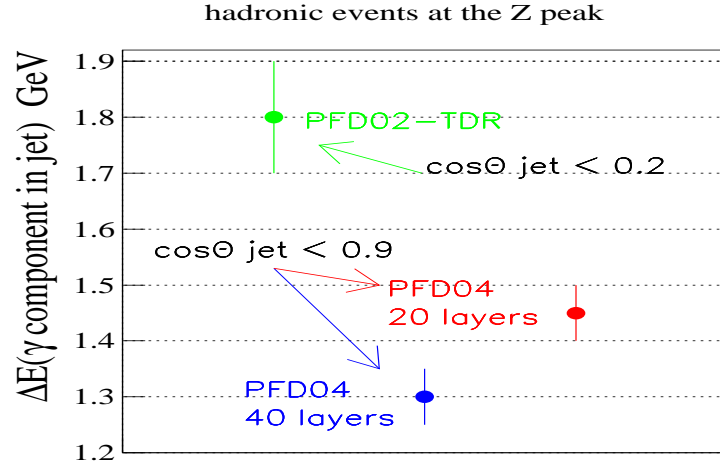 hadronic events at the Z peak
ΔE(γ component in jet) GeV
1.9
1.8
1.7
1.6
1.5
1.4
1.3
1.2
PFD02-TDR
cosΘ jet < 0.2
cosΘ jet < 0.9
PFD04
20 layers
PFD04
40 layers